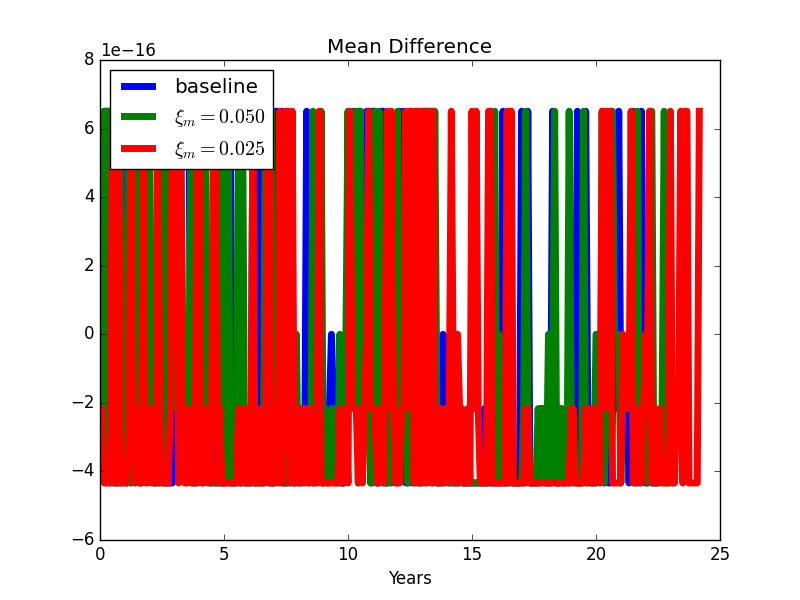 Mean Difference
1e−16
baseline
ξm = 0.050
ξm = 0.025
8
6
4
2
0
−2
−4
−6
0 5 10 15 20 25
Years